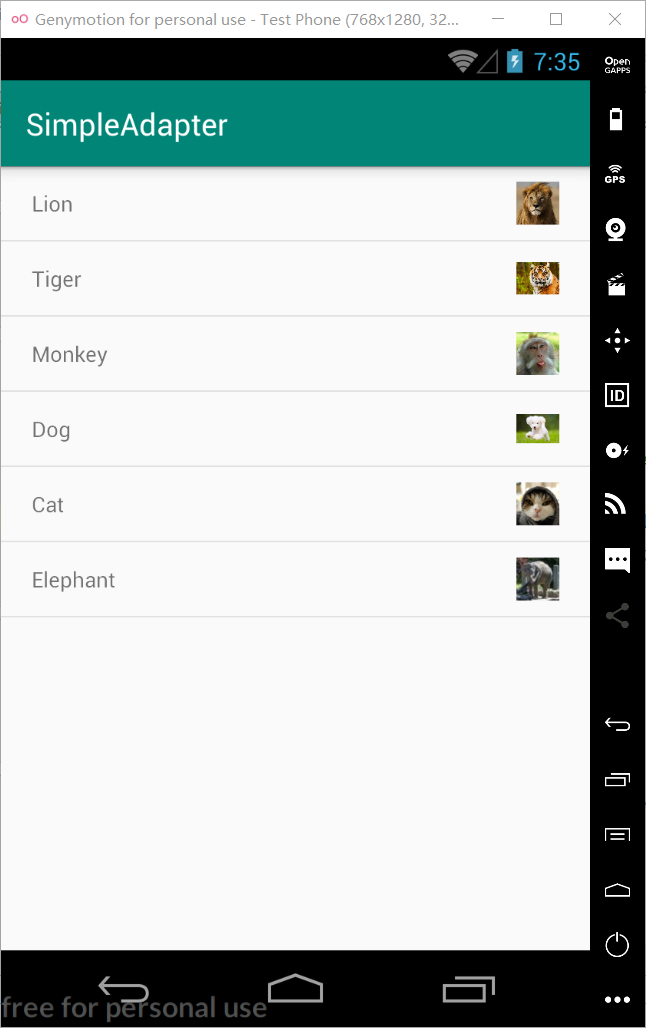 Genymotion for personal use - Test Phone (768x1280, 32...
7:35
Open
GAPPS
SimpleAdapter
GPS
Lion
Tiger
Monkey
Dog
ID
Cat
Elephant
free for personal use